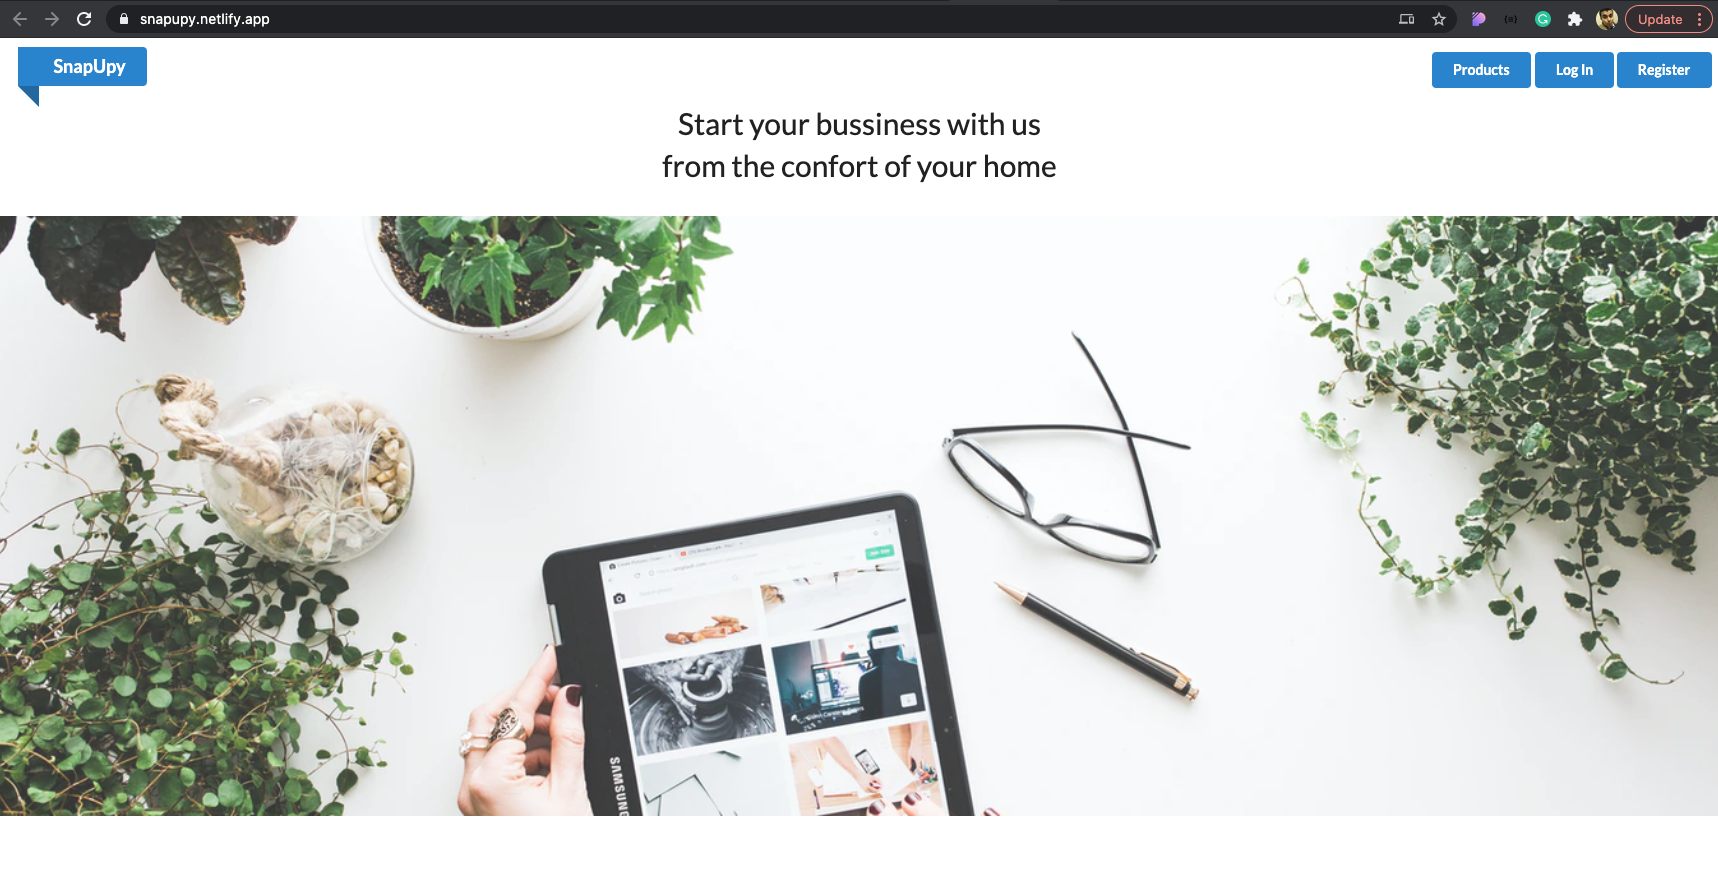 snapupy.netlify.app
Update
SnapUpy
Products
Log In
Register
Start your bussiness with us
from the confort of your home
SAMSUNG